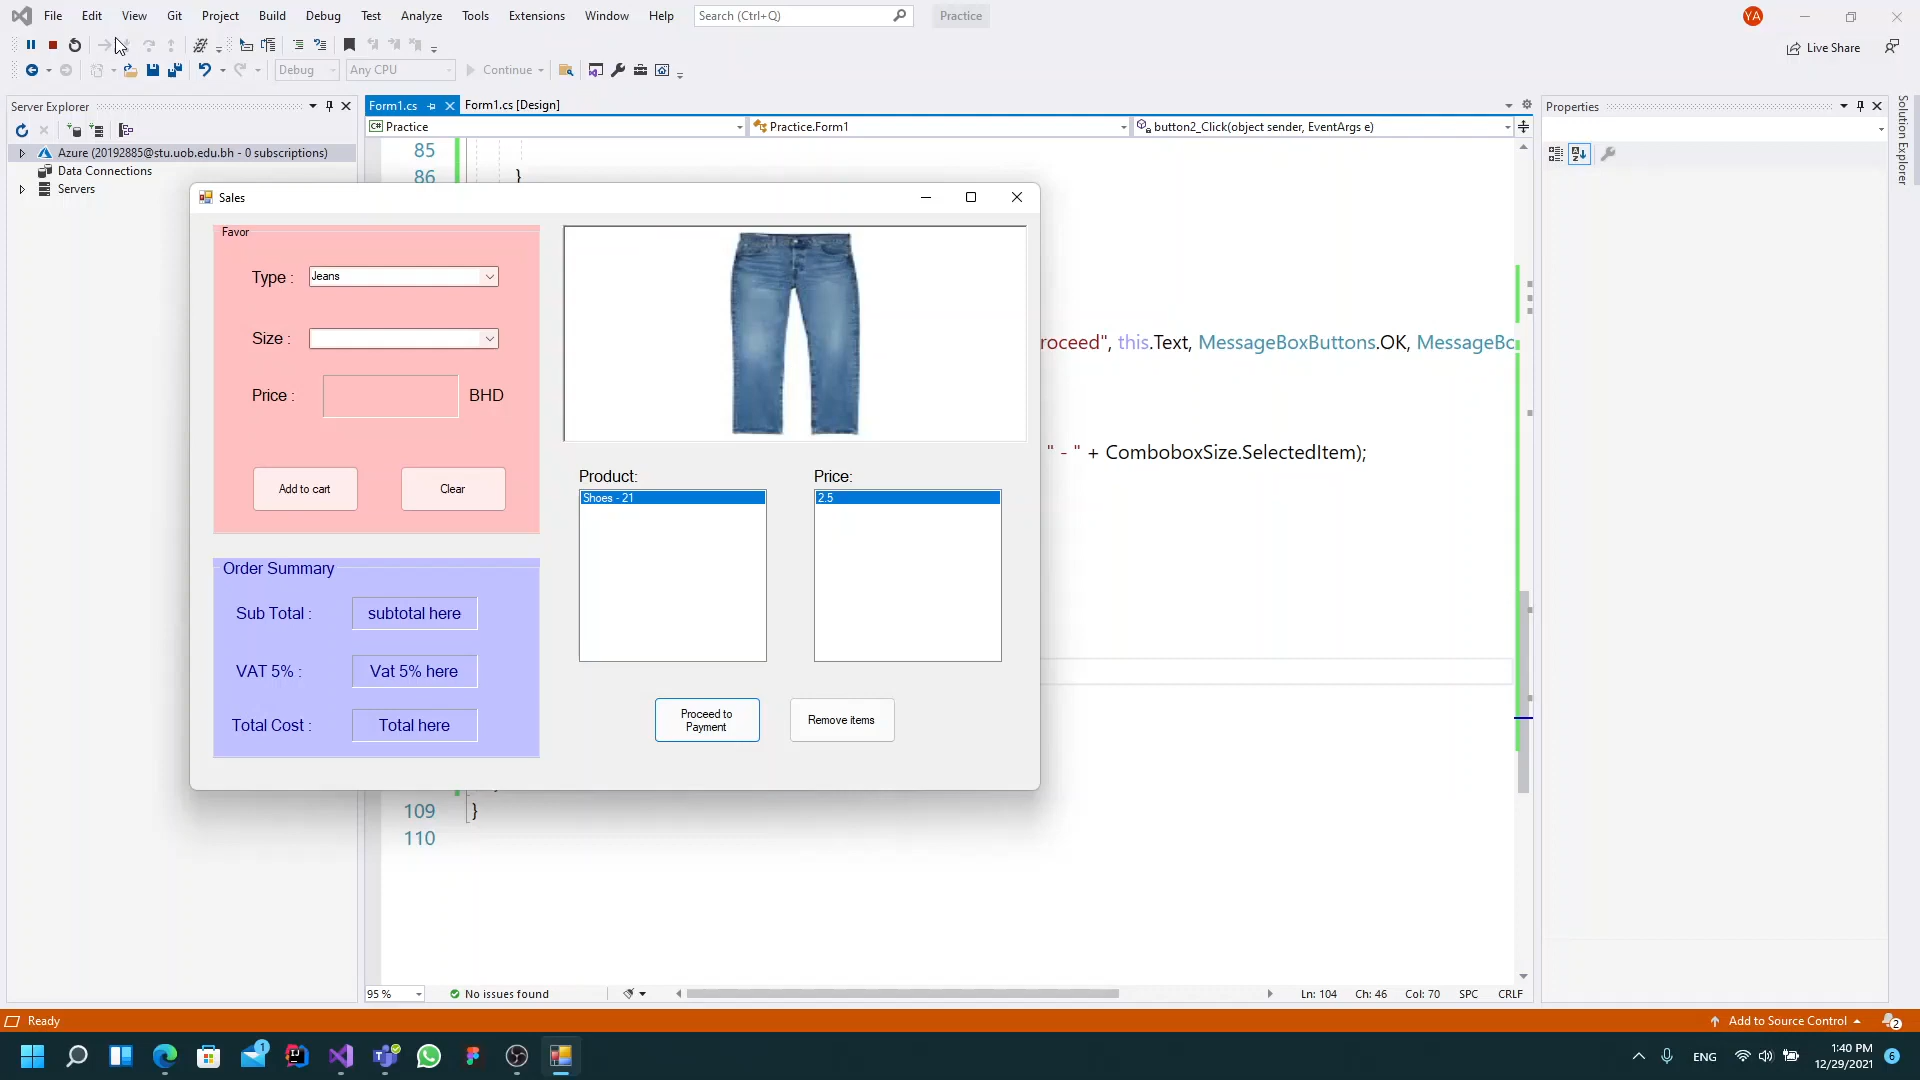 File Edit View Git Project Build Debug Test Analyze Tools Extensions Window Help Search (Ctrl+Q) Practice YA
Live Share
Debug Any CPU Continue
Server Explorer
Azure (20192885@stu.uob.edu.bh - 0 subscriptions)
Data Connections
Servers
Form1.cs Form1.cs [Design]
C# Practice Practice.Form1 button2_Click(object sender, EventArgs e)
85
86 }
Sales
Favor
Type : Jeans
Size :
Price : BHD
Add to cart Clear
Order Summary
Sub Total : subtotal here
VAT 5% : Vat 5% here
Total Cost : Total here
Product: Price:
Shoes - 21 2.5
Proceed to
Payment
Remove items
roceed", this.Text, MessageBoxButtons.OK, MessageBo
" - " + ComboboxSize.SelectedItem);
109 }
110
Properties
Solution Explorer
95 % No issues found Ln: 104 Ch: 46 Col: 70 SPC CRLF
Ready Add to Source Control 2
1
ENG
1:40 PM
12/29/2021
6